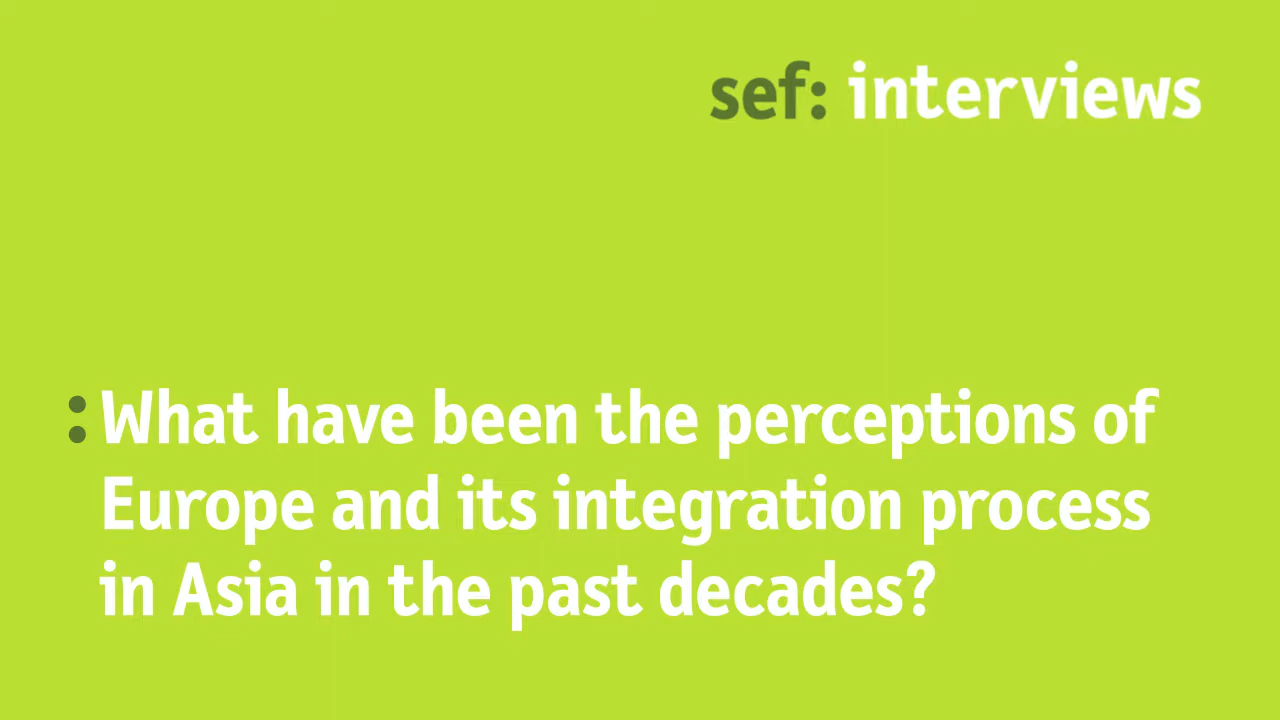 sef: interviews
: What have been the perceptions of
Europe and its integration process
in Asia in the past decades?